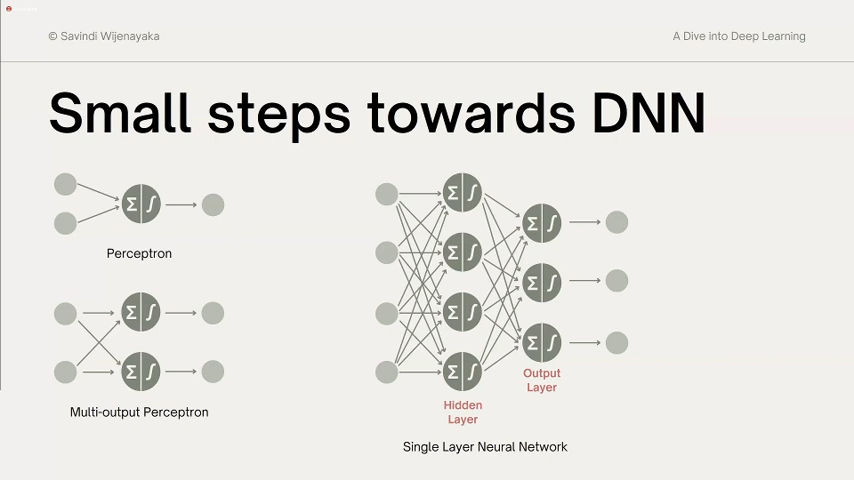 © Savindi Wijenayaka
A Dive into Deep Learning
Small steps towards DNN
Σ ∫
Perceptron
Σ ∫
Σ ∫
Multi-output Perceptron
Σ ∫
Σ ∫
Σ ∫
Σ ∫
Σ ∫
Σ ∫
Σ ∫
Output
Layer
Hidden
Layer
Single Layer Neural Network